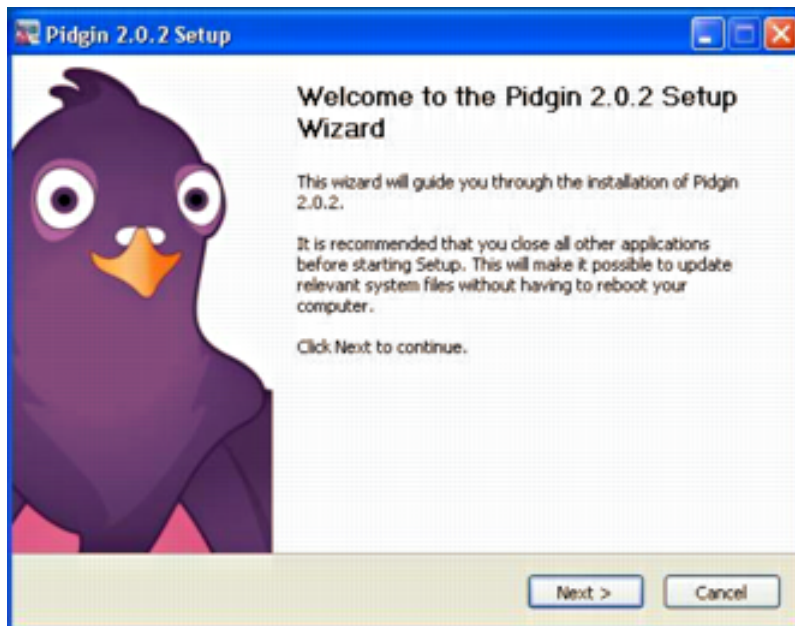 Pidgin 2.0.2 Setup
Welcome to the Pidgin 2.0.2 Setup
Wizard
This wizard will guide you through the installation of Pidgin
2.0.2.
It is recommended that you close all other applications
before starting Setup. This will make it possible to update
relevant system files without having to reboot your
computer.
Click Next to continue.
Next >
Cancel